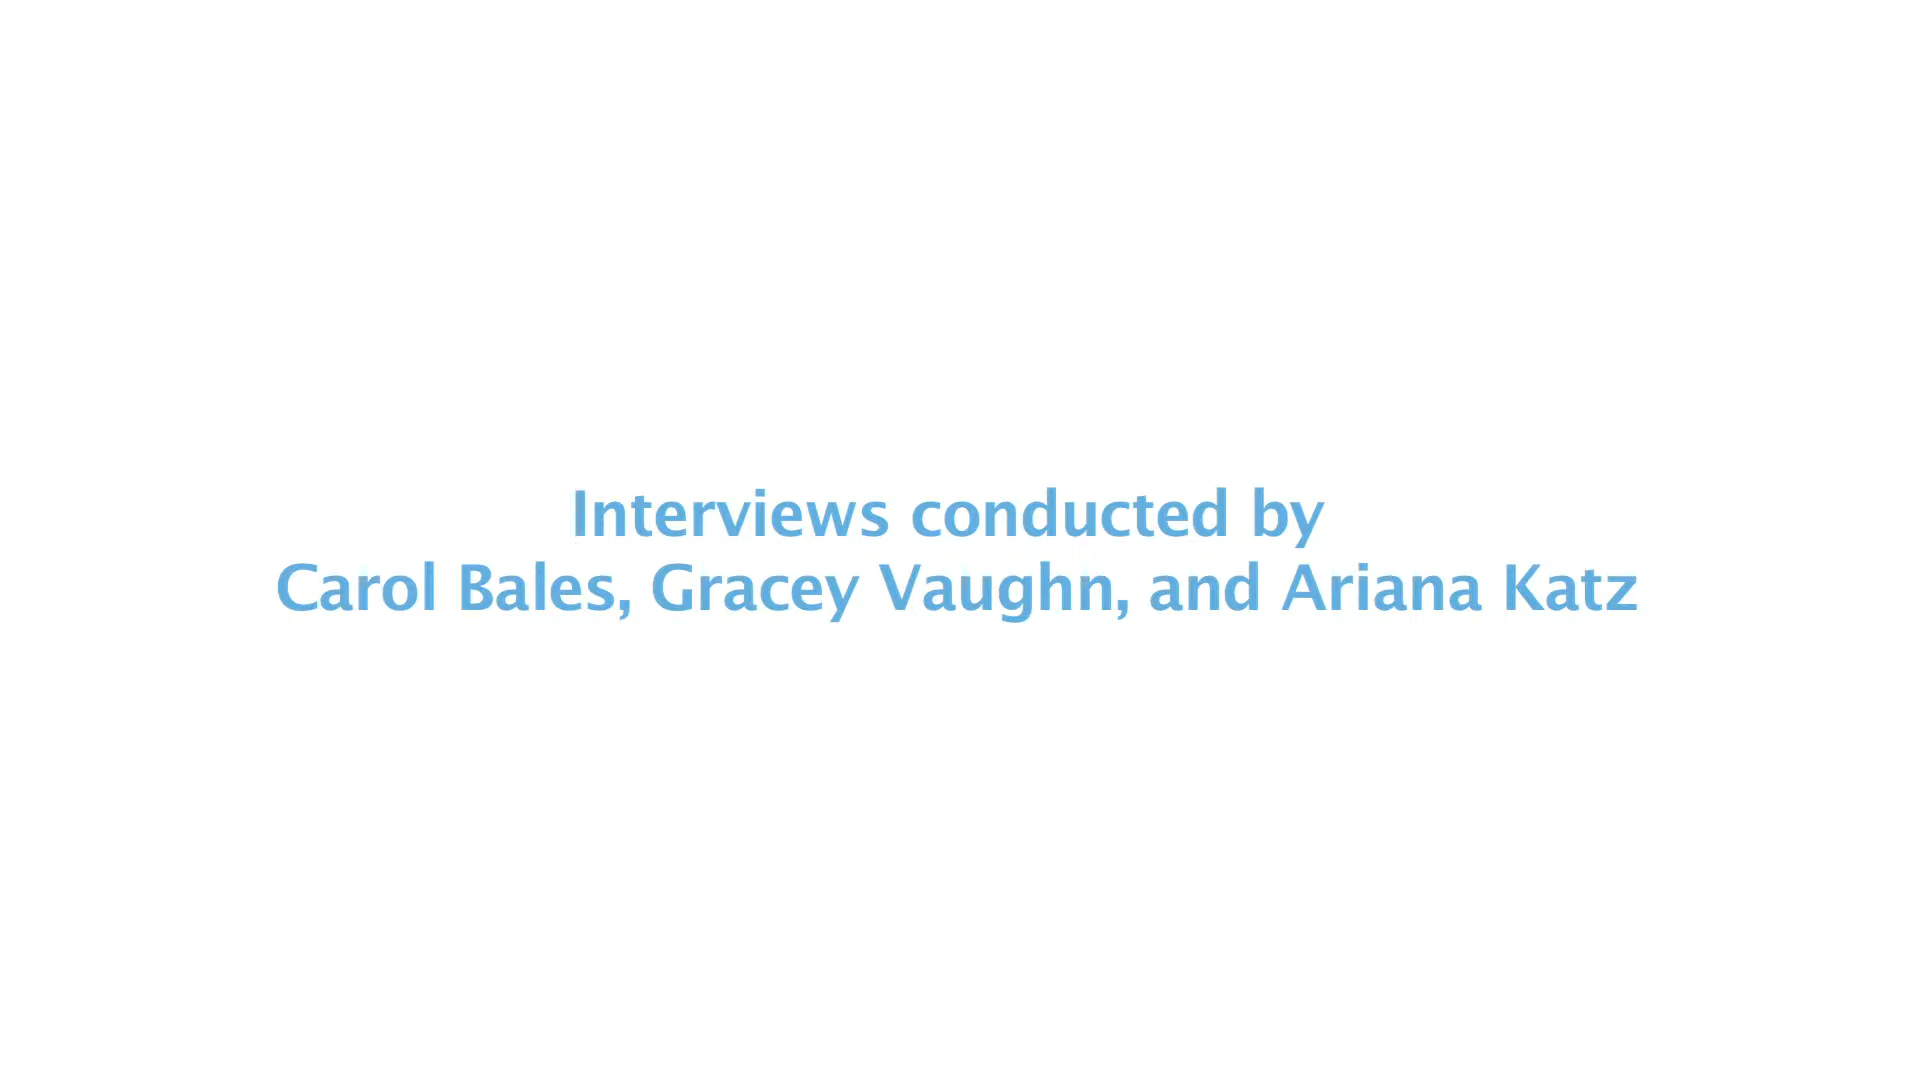 Interviews conducted by
Carol Bales, Gracey Vaughn, and Ariana Katz